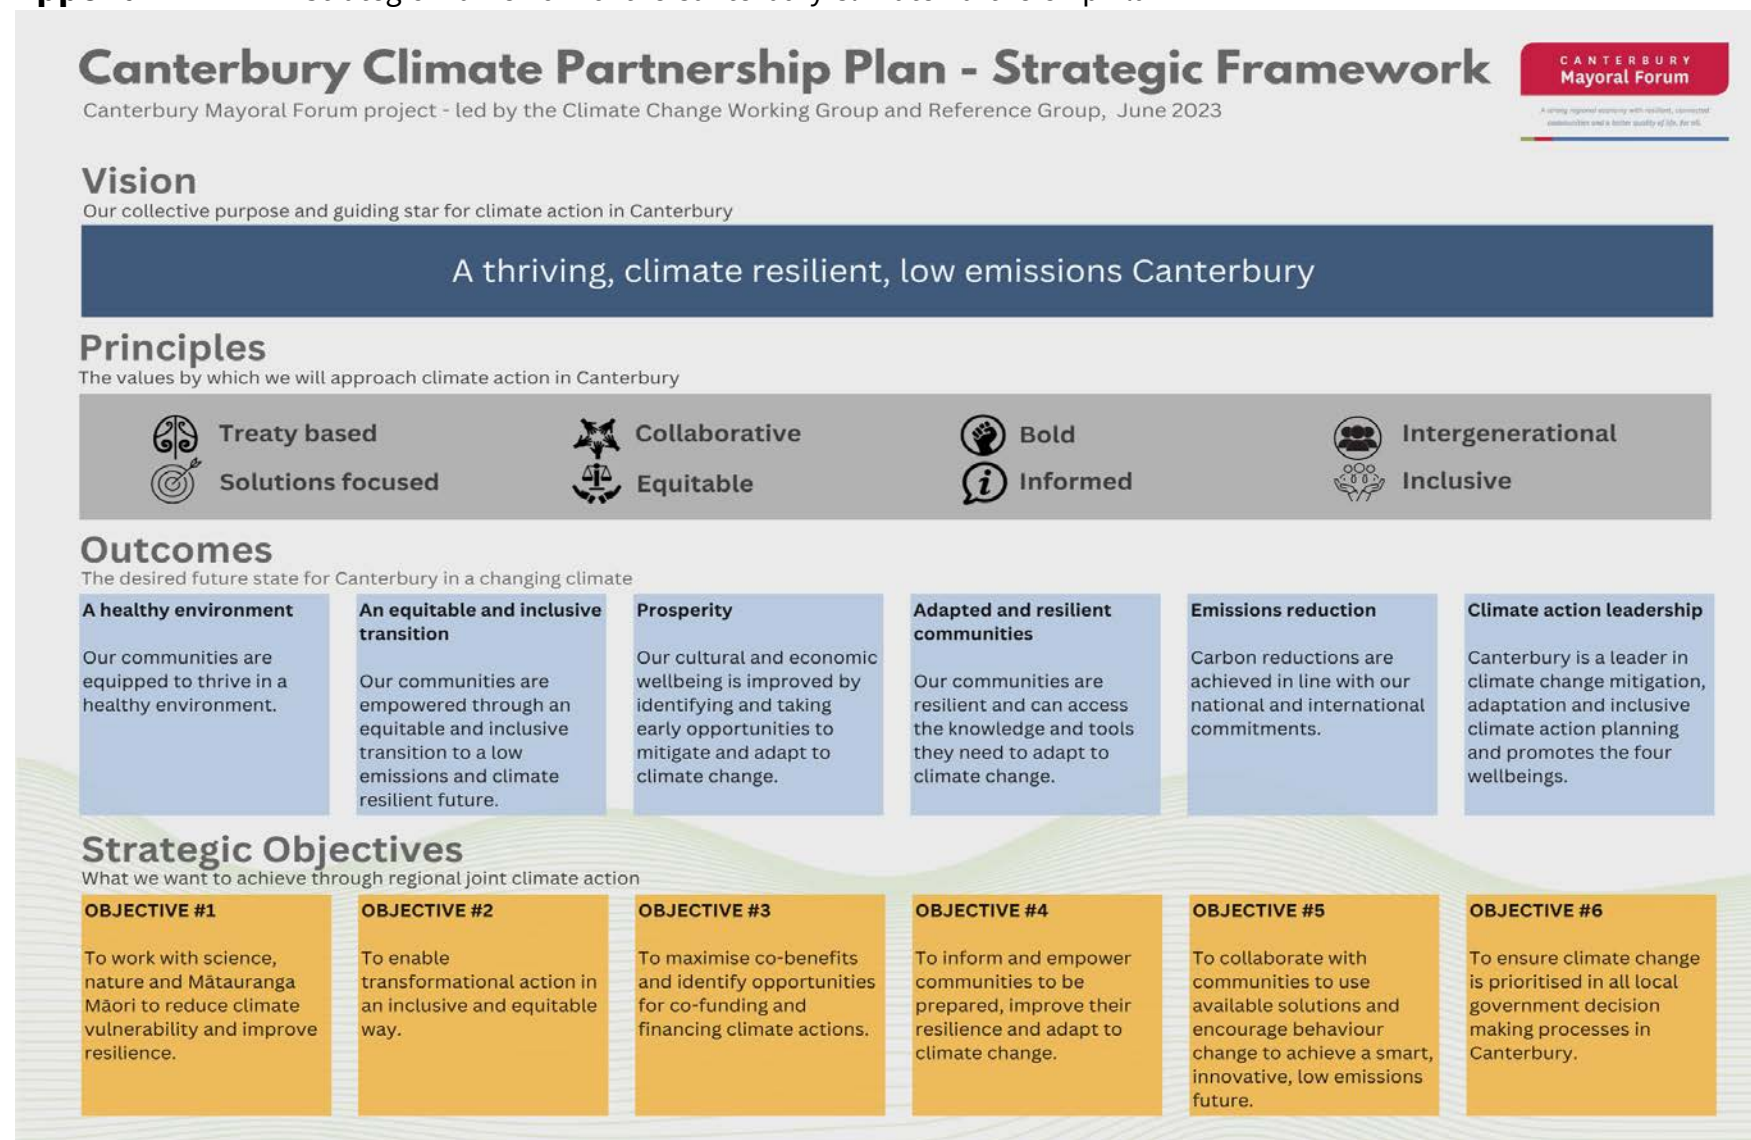 Canterbury Climate Partnership Plan - Strategic Framework
Canterbury Mayoral Forum project - led by the Climate Change Working Group and Reference Group, June 2023
CANTERBURY
Mayoral Forum
A strong regional economy with resilient, connected
communities and a better quality of life, for all.
Vision
Our collective purpose and guiding star for climate action in Canterbury
A thriving, climate resilient, low emissions Canterbury
Principles
The values by which we will approach climate action in Canterbury
Treaty based
Collaborative
Bold
Intergenerational
Solutions focused
Equitable
Informed
Inclusive
Outcomes
The desired future state for Canterbury in a changing climate
A healthy environment
Our communities are
equipped to thrive in a
healthy environment.
An equitable and inclusive
transition
Our communities are
empowered through an
equitable and inclusive
transition to a low
emissions and climate
resilient future.
Prosperity
Our cultural and economic
wellbeing is improved by
identifying and taking
early opportunities to
mitigate and adapt to
climate change.
Adapted and resilient
communities
Our communities are
resilient and can access
the knowledge and tools
they need to adapt to
climate change.
Emissions reduction
Carbon reductions are
achieved in line with our
national and international
commitments.
Climate action leadership
Canterbury is a leader in
climate change mitigation,
adaptation and inclusive
climate action planning
and promotes the four
wellbeings.
Strategic Objectives
What we want to achieve through regional joint climate action
OBJECTIVE #1
To work with science,
nature and Mātauranga
Māori to reduce climate
vulnerability and improve
resilience.
OBJECTIVE #2
To enable
transformational action in
an inclusive and equitable
way.
OBJECTIVE #3
To maximise co-benefits
and identify opportunities
for co-funding and
financing climate actions.
OBJECTIVE #4
To inform and empower
communities to be
prepared, improve their
resilience and adapt to
climate change.
OBJECTIVE #5
To collaborate with
communities to use
available solutions and
encourage behaviour
change to achieve a smart,
innovative, low emissions
future.
OBJECTIVE #6
To ensure climate change
is prioritised in all local
government decision
making processes in
Canterbury.